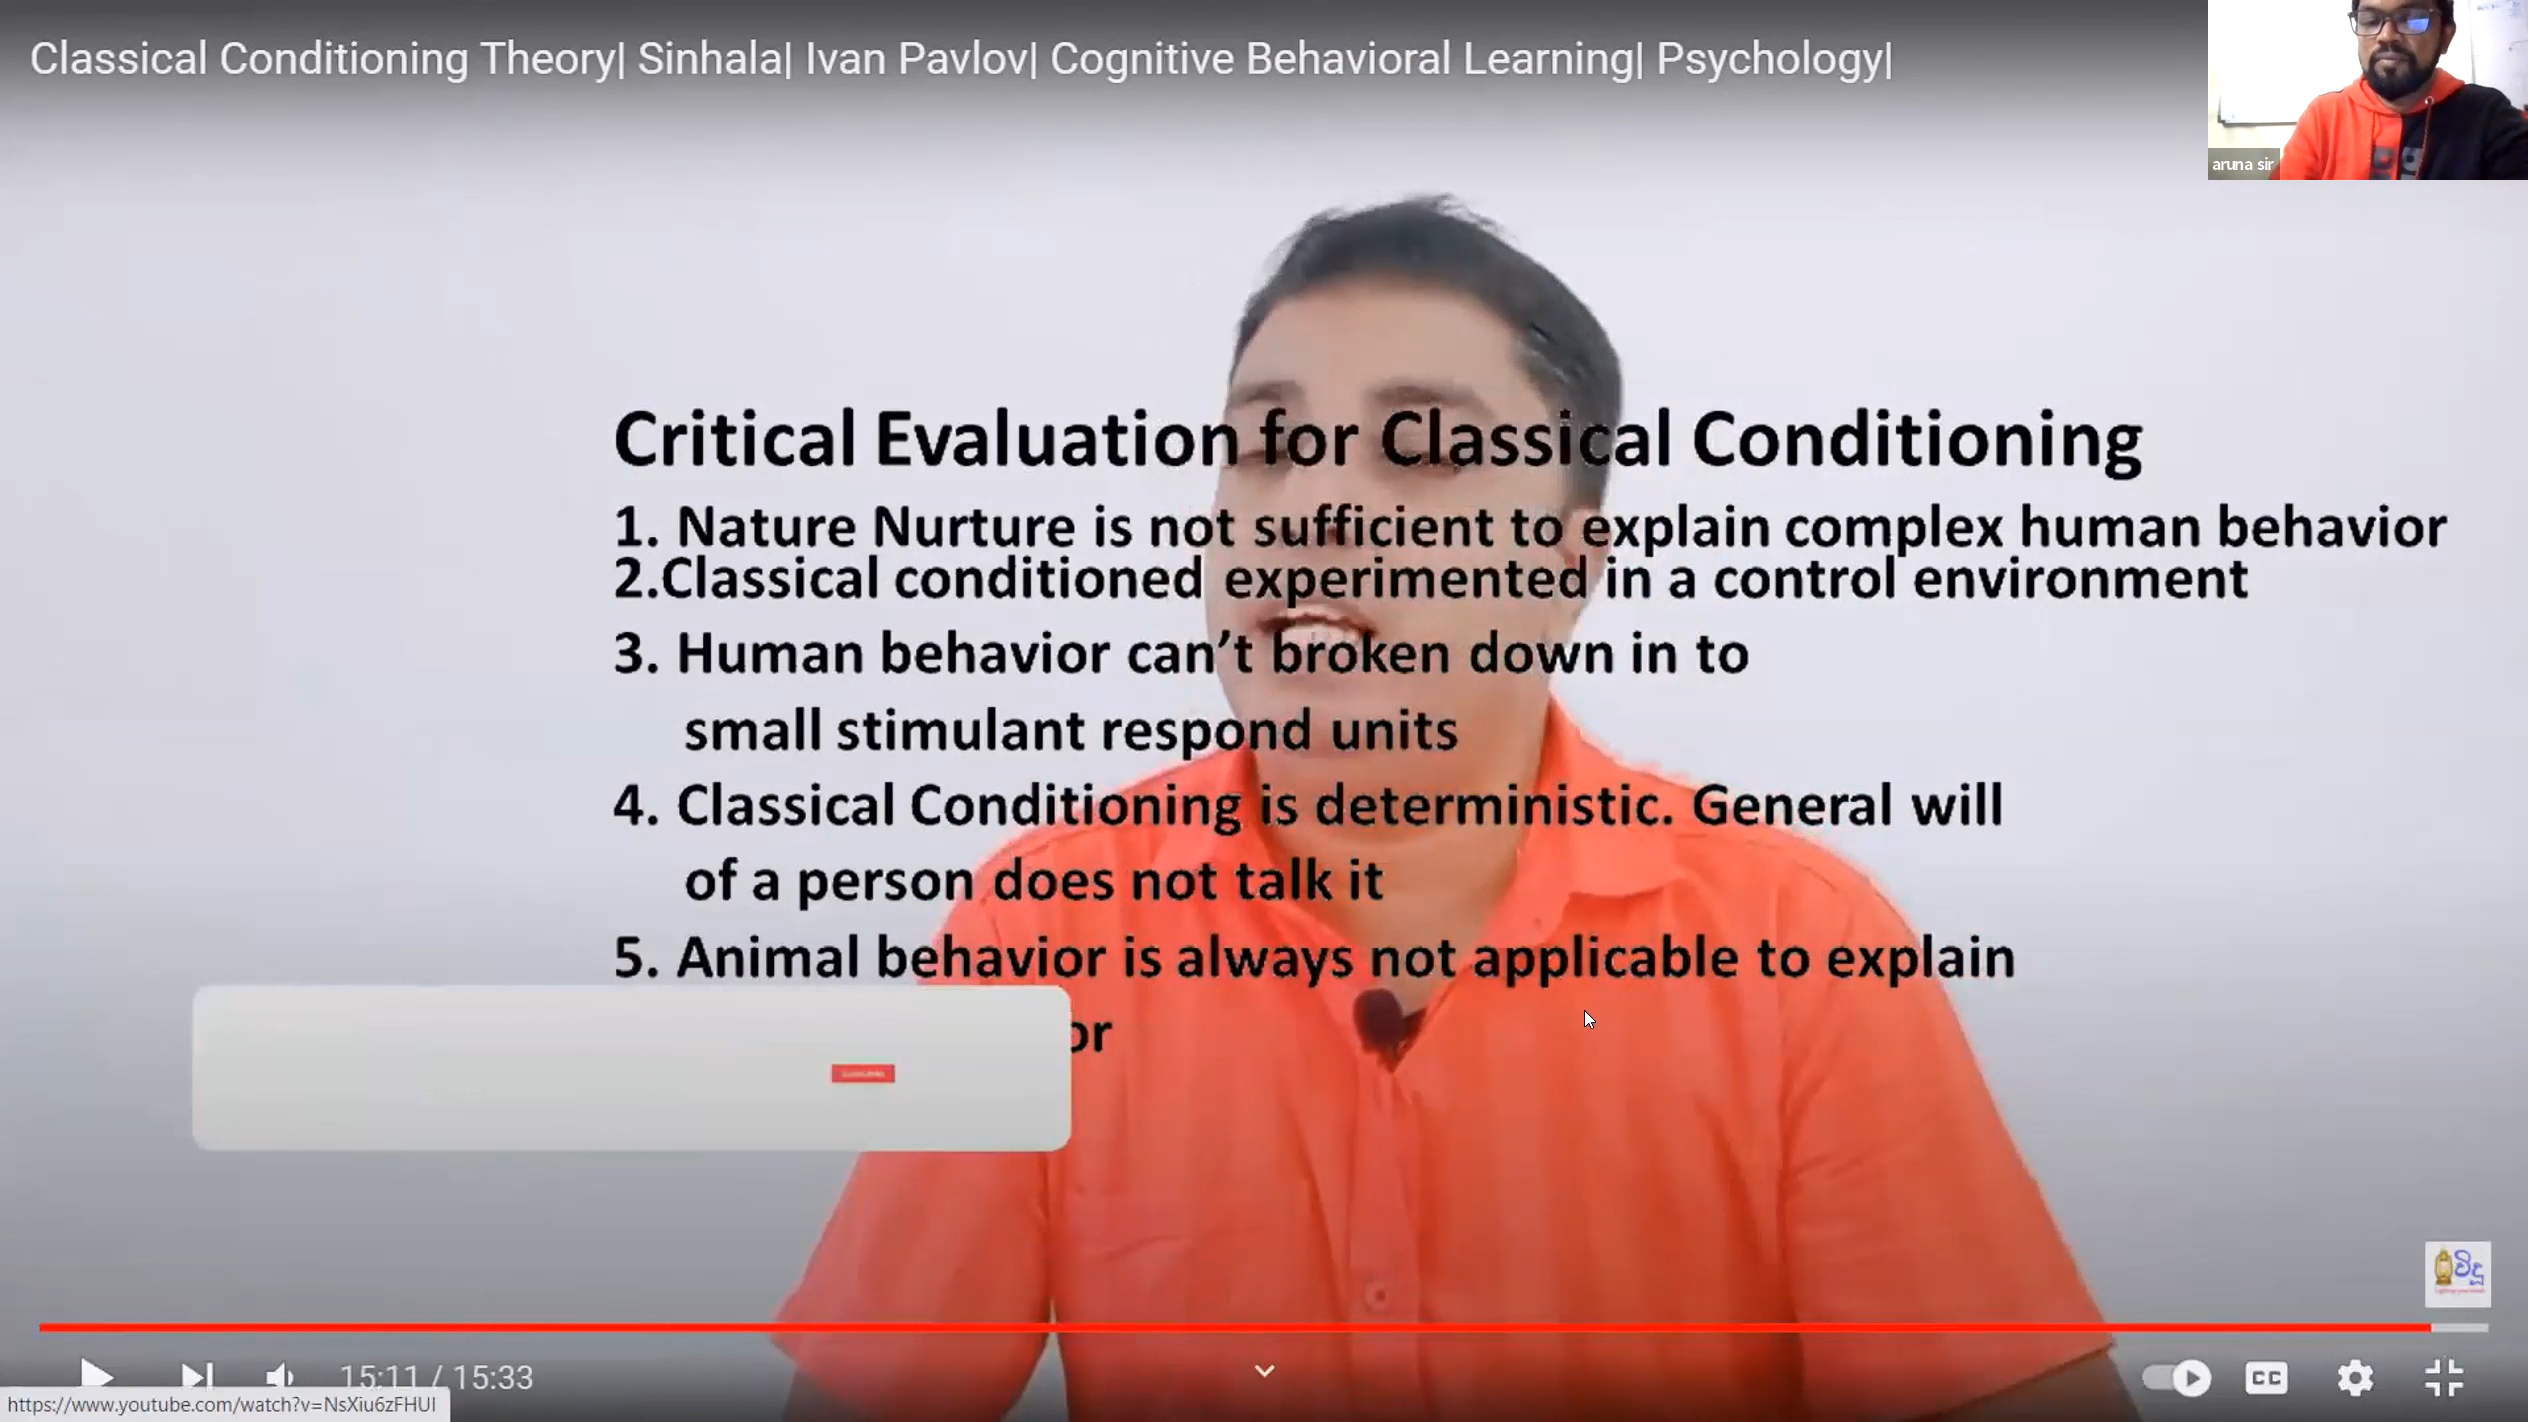 Classical Conditioning Theory| Sinhala| Ivan Pavlov| Cognitive Behavioral Learning| Psychology|
aruna sir
Critical Evaluation for Classical Conditioning
1. Nature Nurture is not sufficient to explain complex human behavior
2.Classical conditioned experimented in a control environment
3. Human behavior can't broken down in to
small stimulant respond units
4. Classical Conditioning is deterministic. General will
of a person does not talk it
5. Animal behavior is always not applicable to explain
or
විදු
15:11 / 15:33
CC
https://www.youtube.com/watch?v=NsXiu6zFHUI